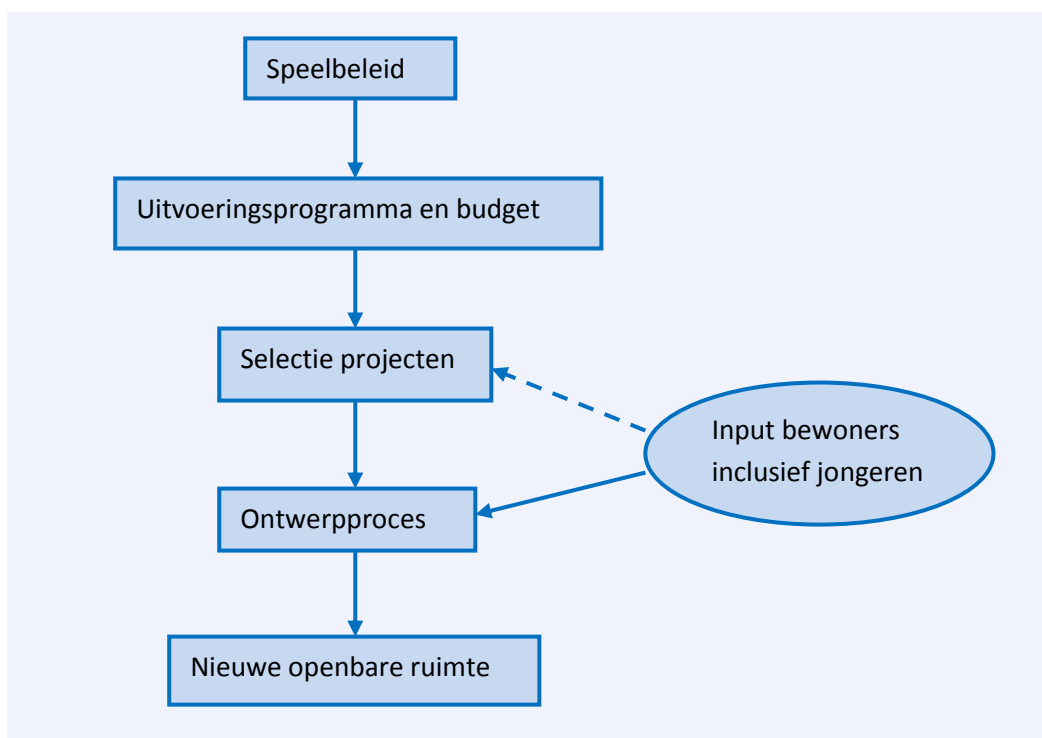 Speelbeleid
Uitvoeringsprogramma en budget
Selectie projecten
Input bewoners
inclusief jongeren
Ontwerpproces
Nieuwe openbare ruimte